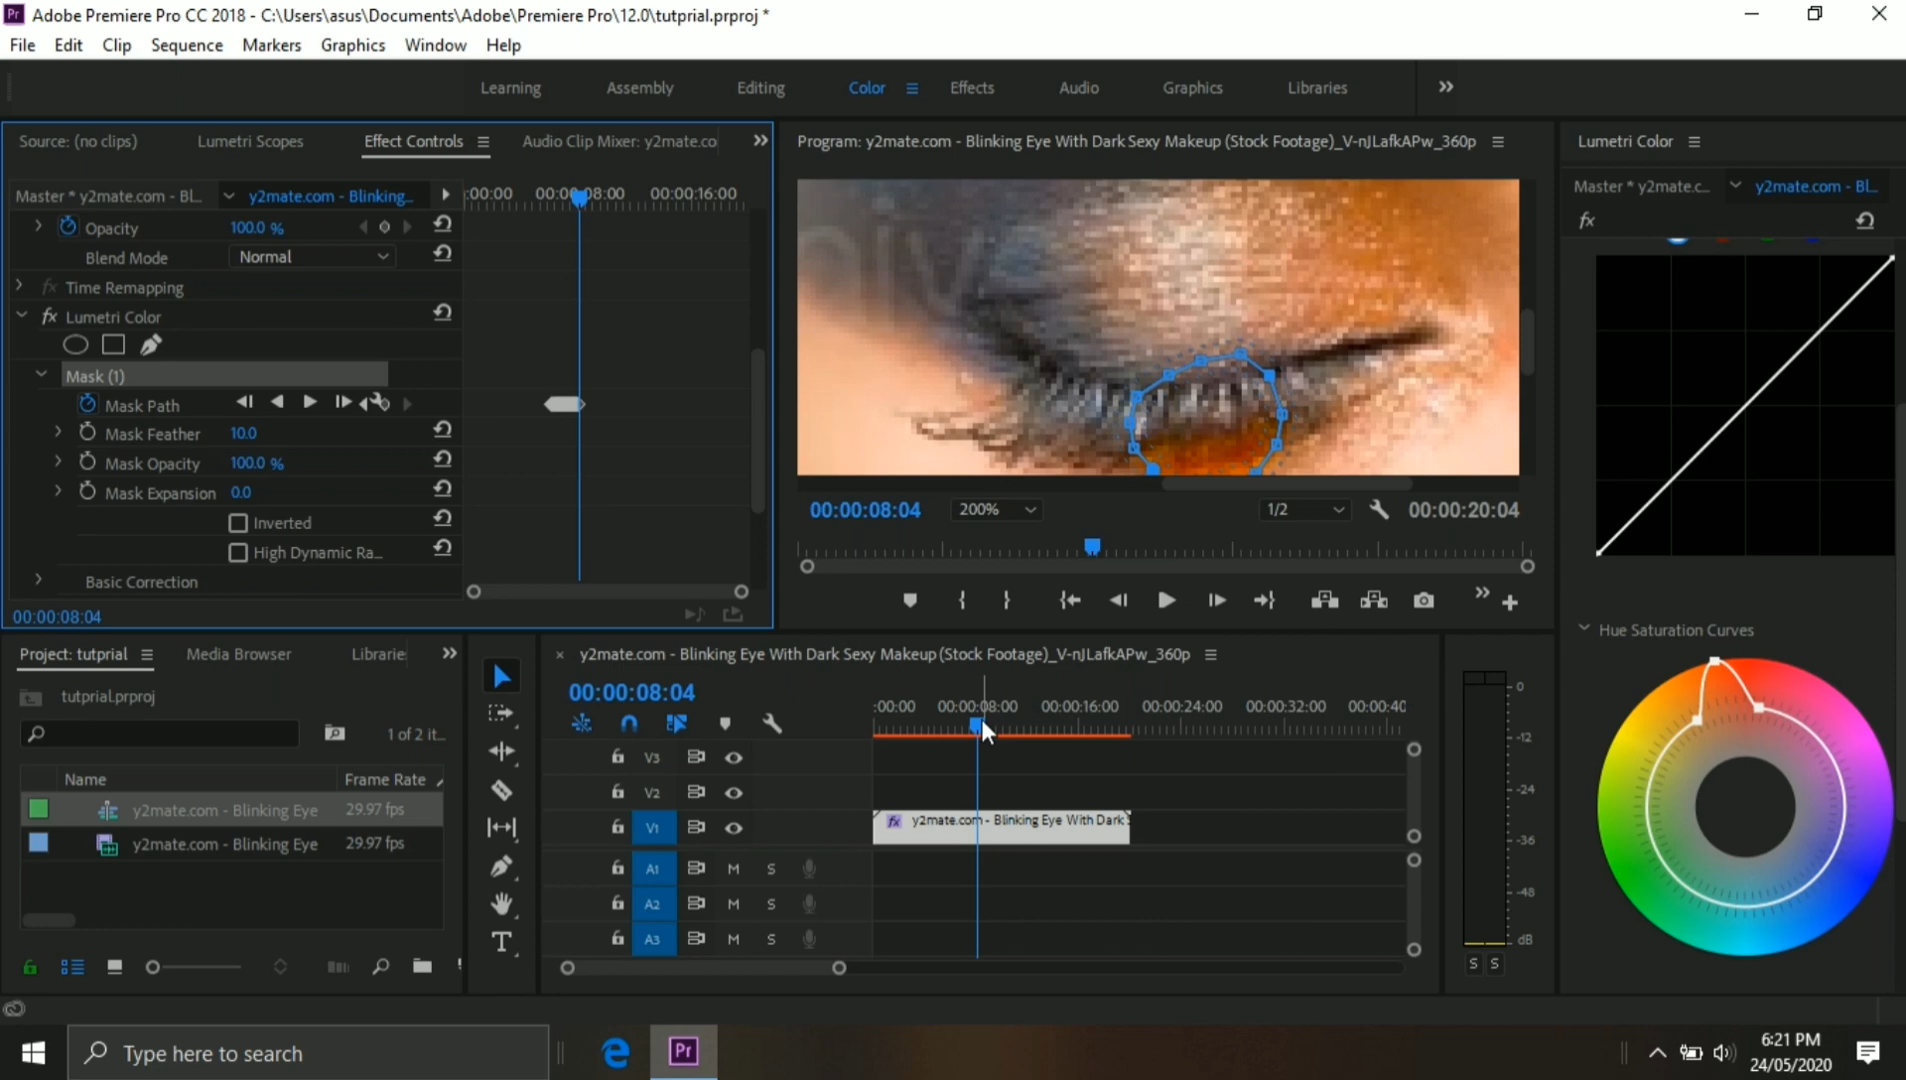 Adobe Premiere Pro CC 2018 - C:\Users\asus\Documents\Adobe\Premiere Pro\12.0\tutprial.prproj *
File Edit Clip Sequence Markers Graphics Window Help
Learning Assembly Editing Color Effects Audio Graphics Libraries
Source: (no clips) Lumetri Scopes Effect Controls Audio Clip Mixer: y2mate.co
Program: y2mate.com - Blinking Eye With Dark Sexy Makeup (Stock Footage)_V-nJLafkAPw_360p
Lumetri Color
Master * y2mate.com - BL... y2mate.com - Blinking... :00:00 00:00:08:00 00:00:16:00
Master * y2mate.c... y2mate.com - BL...
fx
Opacity 100.0 %
Blend Mode Normal
fx Time Remapping
fx Lumetri Color
Mask (1)
Mask Path
Mask Feather 10.0
Mask Opacity 100.0 %
Mask Expansion 0.0
Inverted
High Dynamic Ra...
Basic Correction
00:00:08:04
00:00:08:04 200% 1/2 00:00:20:04
Hue Saturation Curves
Project: tutprial Media Browser Librarie
tutprial.prproj
1 of 2 it...
Name Frame Rate
y2mate.com - Blinking Eye 29.97 fps
y2mate.com - Blinking Eye 29.97 fps
T
× y2mate.com - Blinking Eye With Dark Sexy Makeup (Stock Footage)_V-nJLafkAPw_360p
00:00:08:04
:00:00 00:00:08:00 00:00:16:00 00:00:24:00 00:00:32:00 00:00:40
V3
V2
V1 fx y2mate.com - Blinking Eye With Dark
A1 M S
A2 M S
A3 M S
0
-12
-24
-36
-48
dB
S S
Type here to search
Pr
6:21 PM
24/05/2020